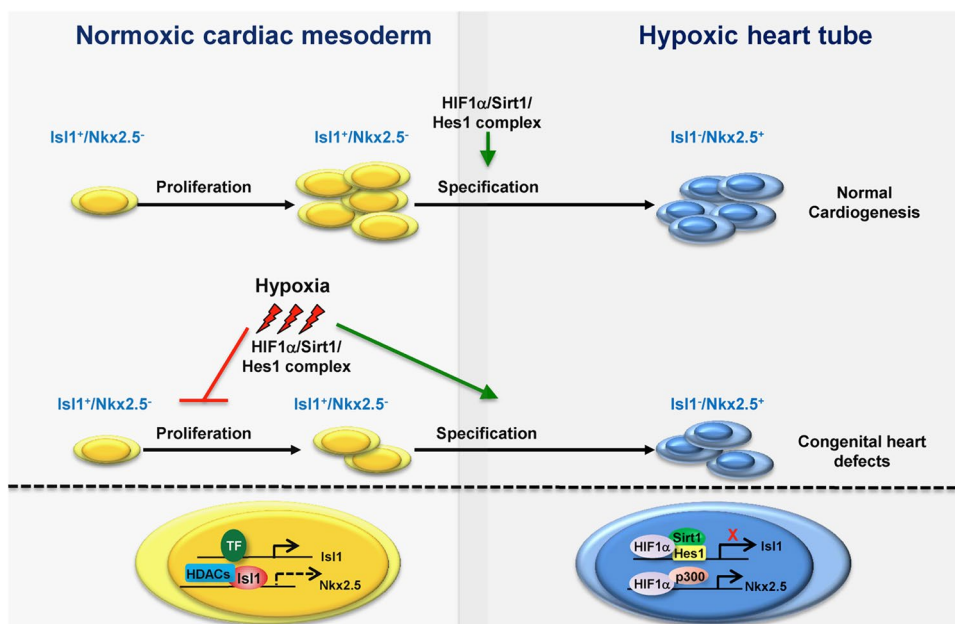 Normoxic cardiac mesoderm
Hypoxic heart tube
HIF1α/Sirt1/
Hes1 complex
Isl1⁺/Nkx2.5⁻
Isl1⁺/Nkx2.5⁻
Isl1⁻/Nkx2.5⁺
Proliferation
Specification
Normal
Cardiogenesis
Hypoxia
HIF1α/Sirt1/
Hes1 complex
Isl1⁺/Nkx2.5⁻
Isl1⁺/Nkx2.5⁻
Isl1⁻/Nkx2.5⁺
Proliferation
Specification
Congenital heart
defects
TF
Isl1
HDACs
Isl1
Nkx2.5
HIF1α
Sirt1
Hes1
X
Isl1
HIF1α
p300
Nkx2.5